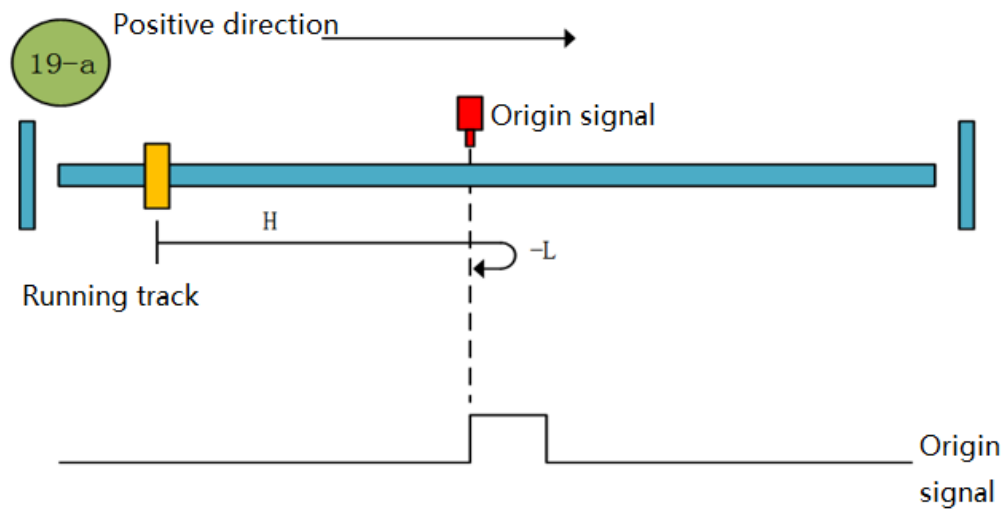 Positive direction
19-a
Origin signal
H
-L
Running track
Origin
signal